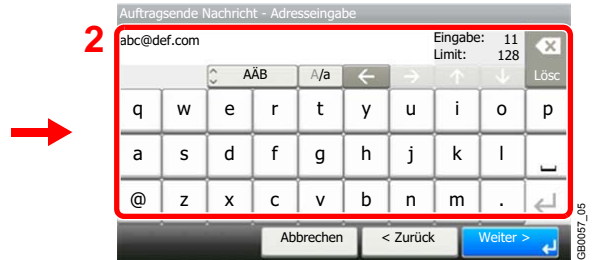 Auftragsende Nachricht - Adresseingabe
2
abc@def.com
Eingabe: 11
Limit: 128
AÄB A/a ← → ↑ ↓ Lösc
q w e r t y u i o p
a s d f g h j k l
@ z x c v b n m .
Abbrechen < Zurück Weiter >
GB0057_05